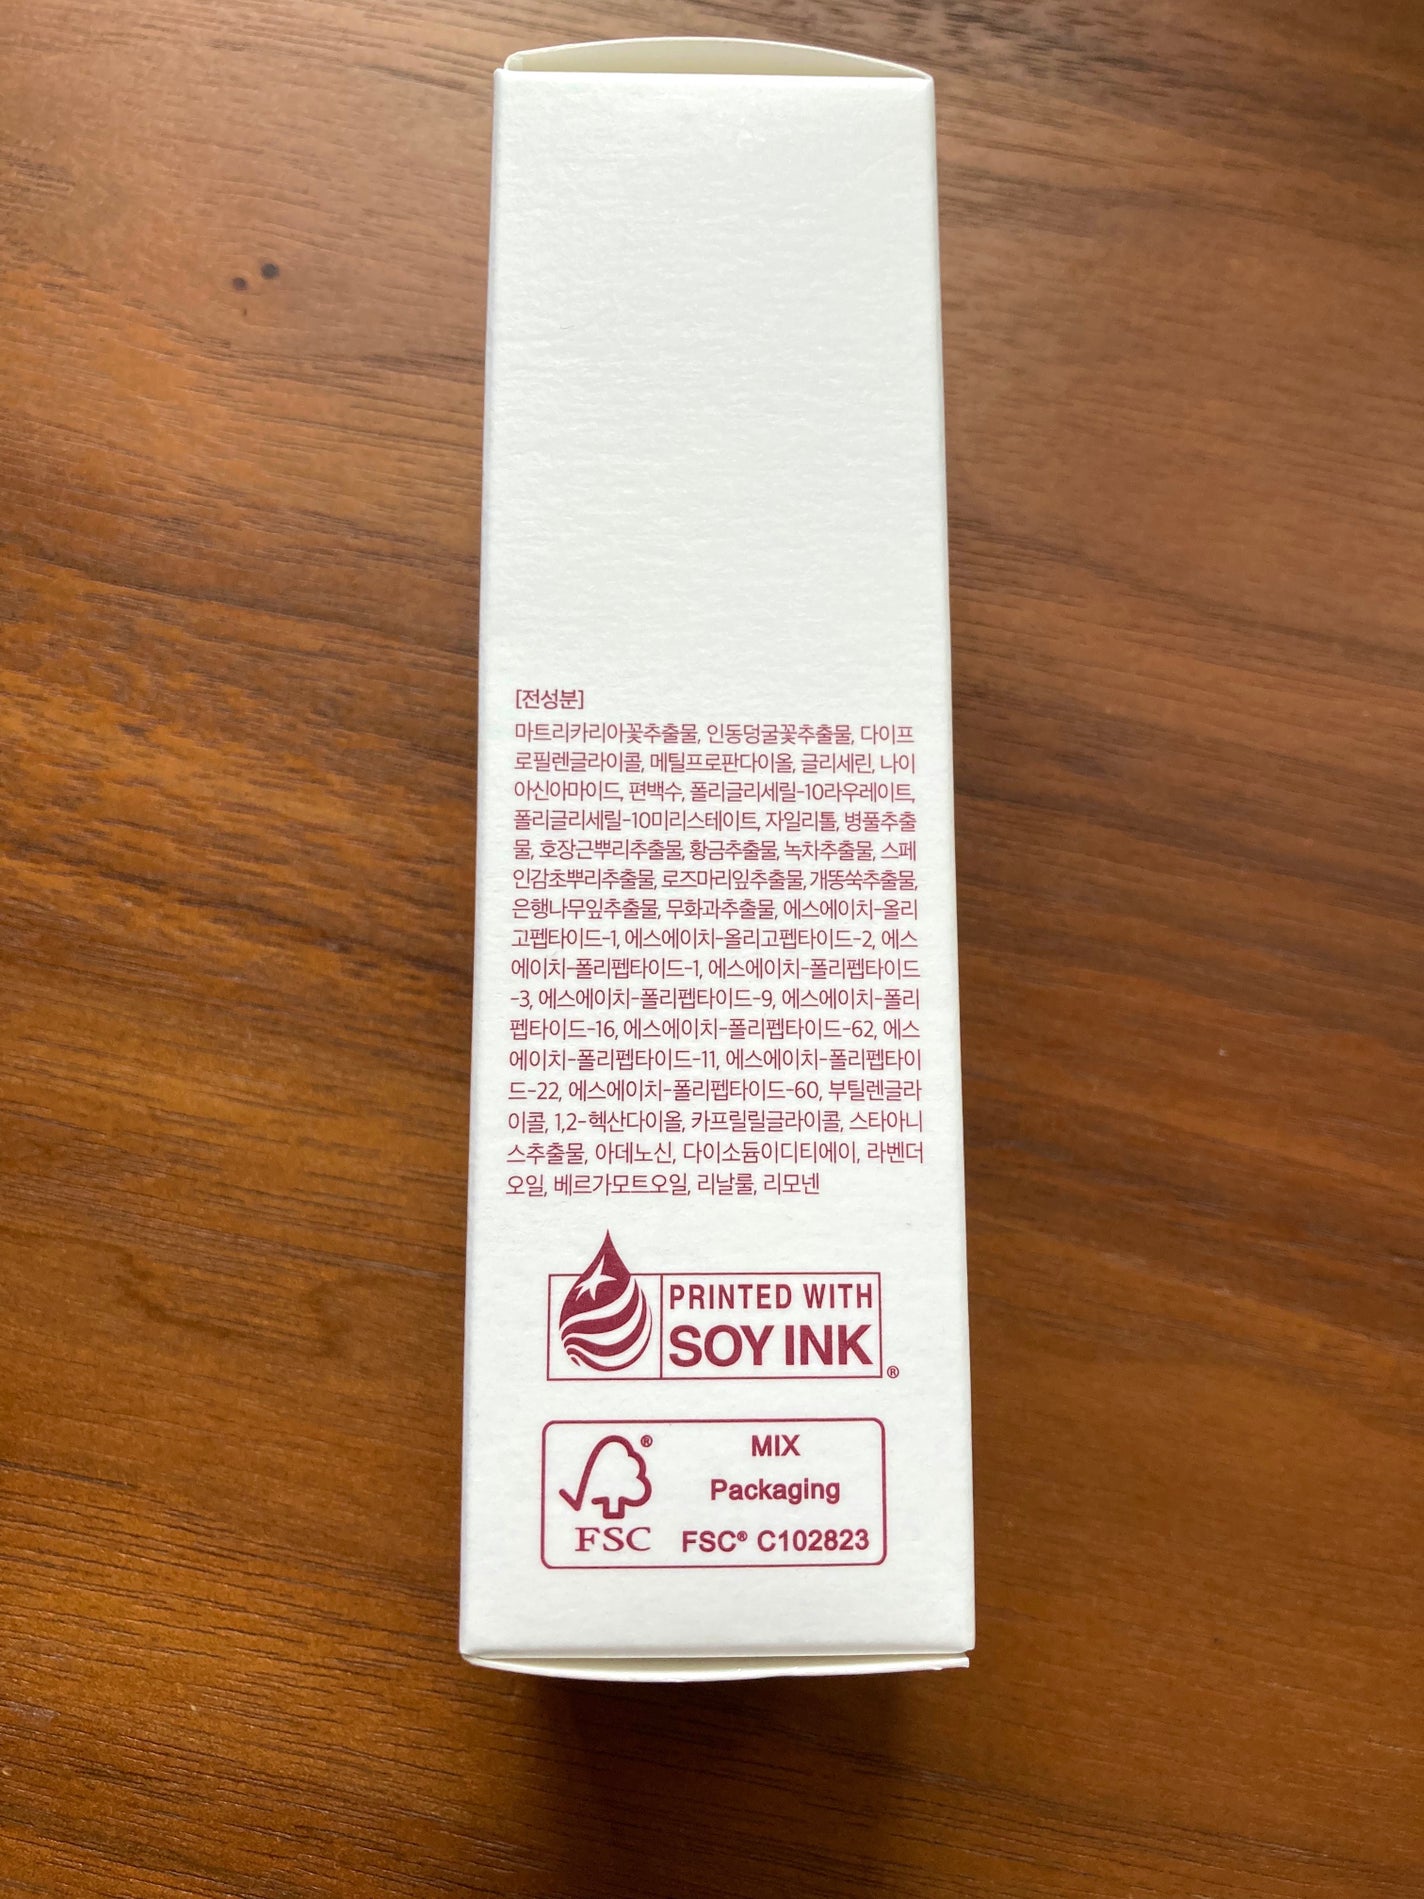 [전성분]
마트리카리아꽃추출물, 인동덩굴꽃추출물, 다이프
로필렌글라이콜, 메틸프로판다이올, 글리세린, 나이
아신아마이드, 편백수, 폴리글리세릴-10라우레이트,
폴리글리세릴-10미리스테이트, 자일리톨, 병풀추출
물, 호장근뿌리추출물, 황금추출물, 녹차추출물, 스페
인감초뿌리추출물, 로즈마리잎추출물, 개똥쑥추출물,
은행나무잎추출물, 무화과추출물, 에스에이치-올리
고펩타이드-1, 에스에이치-올리고펩타이드-2, 에스
에이치-폴리펩타이드-1, 에스에이치-폴리펩타이드
-3, 에스에이치-폴리펩타이드-9, 에스에이치-폴리
펩타이드-16, 에스에이치-폴리펩타이드-62, 에스
에이치-폴리펩타이드-11, 에스에이치-폴리펩타이
드-22, 에스에이치-폴리펩타이드-60, 부틸렌글라
이콜, 1,2-헥산다이올, 카프릴릴글라이콜, 스타아니
스추출물, 아데노신, 다이소듐이디티에이, 라벤더
오일, 베르가모트오일, 리날룰, 리모넨
PRINTED WITH
SOY INK ®
®
FSC
MIX
Packaging
FSC® C102823